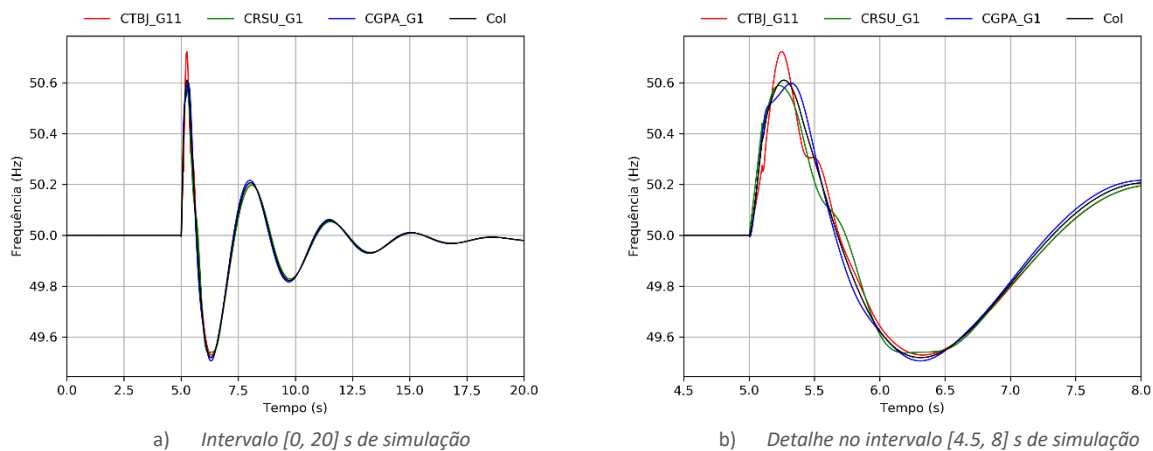 CTBJ_G11 CRSU_G1 CGPA_G1 CoI
50.6
50.4
50.2
50.0
49.8
49.6
Frequência (Hz)
0.0 2.5 5.0 7.5 10.0 12.5 15.0 17.5 20.0
Tempo (s)
a) Intervalo [0, 20] s de simulação
CTBJ_G11 CRSU_G1 CGPA_G1 CoI
50.6
50.4
50.2
50.0
49.8
49.6
Frequência (Hz)
4.5 5.0 5.5 6.0 6.5 7.0 7.5 8.0
Tempo (s)
b) Detalhe no intervalo [4.5, 8] s de simulação